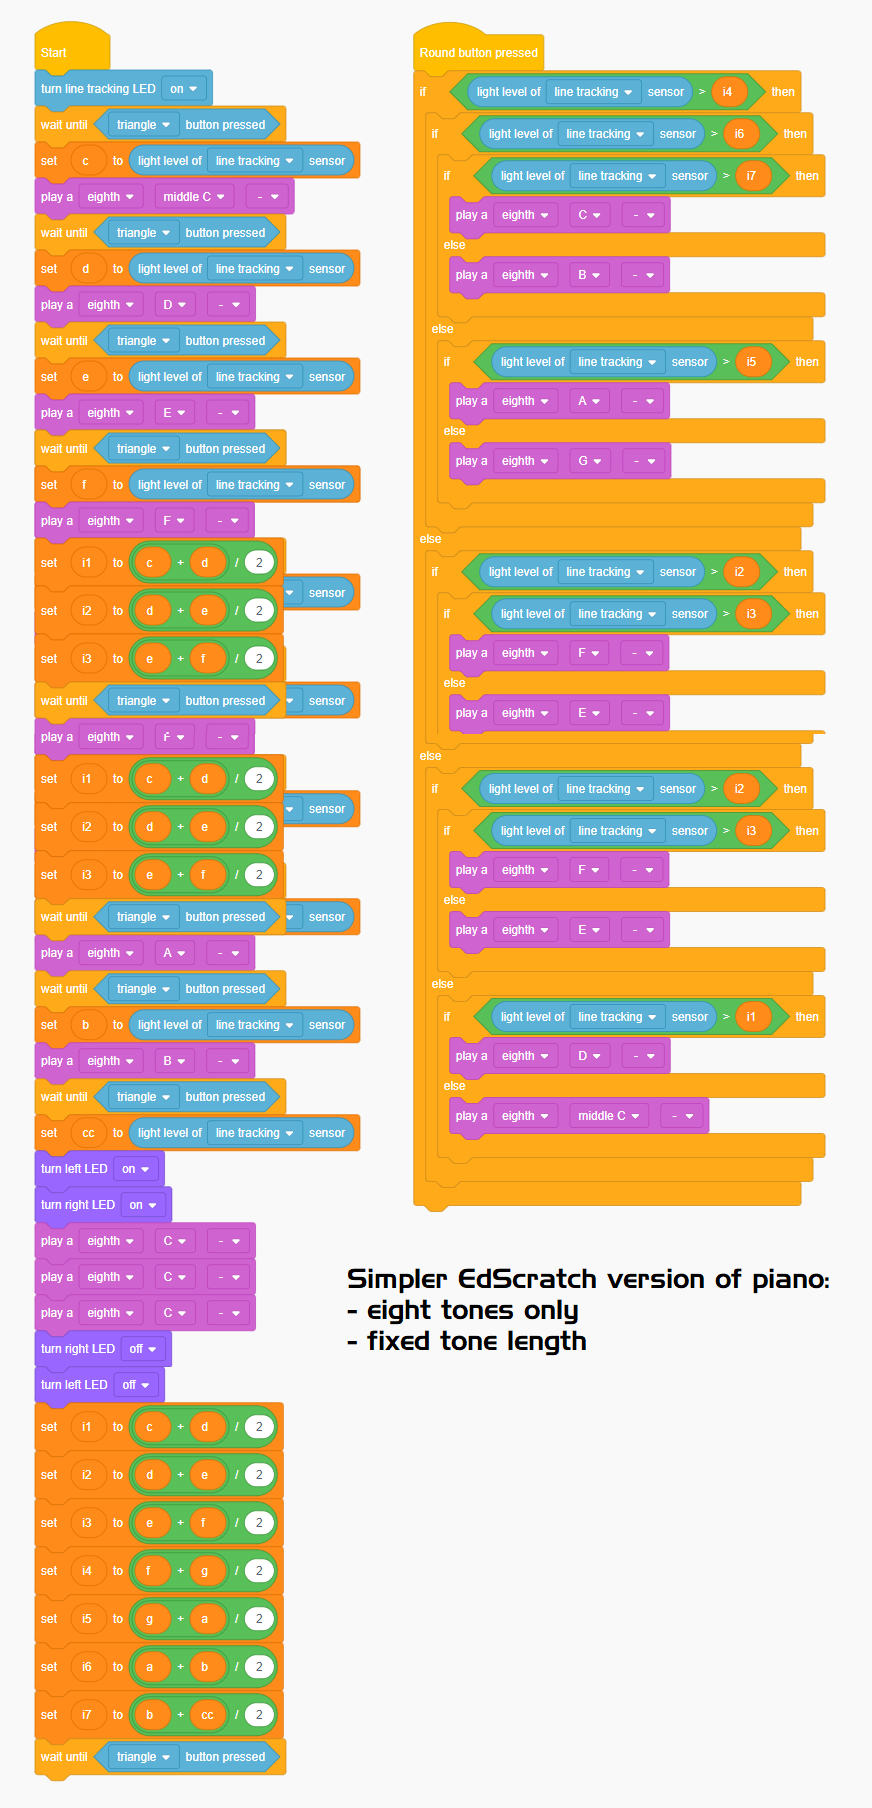 Start
turn line tracking LED on
wait until triangle button pressed
set c to light level of line tracking sensor
play a eighth middle C -
wait until triangle button pressed
set d to light level of line tracking sensor
play a eighth D -
wait until triangle button pressed
set e to light level of line tracking sensor
play a eighth E -
wait until triangle button pressed
set f to light level of line tracking sensor
play a eighth F -
set i1 to c + d / 2
sensor
set i2 to d + e / 2
set i3 to e + f / 2
wait until triangle button pressed sensor
play a eighth F -
set i1 to c + d / 2
sensor
set i2 to d + e / 2
set i3 to e + f / 2
wait until triangle button pressed sensor
play a eighth A -
wait until triangle button pressed
set b to light level of line tracking sensor
play a eighth B -
wait until triangle button pressed
set cc to light level of line tracking sensor
turn left LED on
turn right LED on
play a eighth C -
play a eighth C -
play a eighth C -
turn right LED off
turn left LED off
set i1 to c + d / 2
set i2 to d + e / 2
set i3 to e + f / 2
set i4 to f + g / 2
set i5 to g + a / 2
set i6 to a + b / 2
set i7 to b + cc / 2
wait until triangle button pressed
Round button pressed
if light level of line tracking sensor > i4 then
if light level of line tracking sensor > i6 then
if light level of line tracking sensor > i7 then
play a eighth C -
else
play a eighth B -
else
if light level of line tracking sensor > i5 then
play a eighth A -
else
play a eighth G -
else
if light level of line tracking sensor > i2 then
if light level of line tracking sensor > i3 then
play a eighth F -
else
play a eighth E -
else
if light level of line tracking sensor > i2 then
if light level of line tracking sensor > i3 then
play a eighth F -
else
play a eighth E -
else
if light level of line tracking sensor > i1 then
play a eighth D -
else
play a eighth middle C -
Simpler EdScratch version of piano:
- eight tones only
- fixed tone length